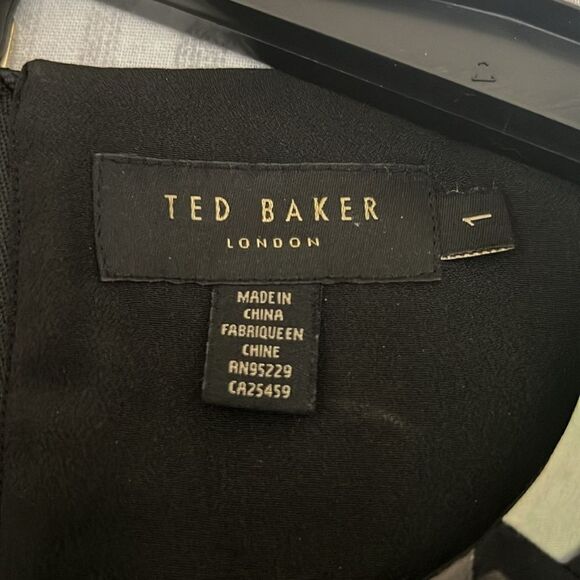 TED BAKER
LONDON
1
MADE IN
CHINA
FABRIQUE EN
CHINE
RN95229
CA25459